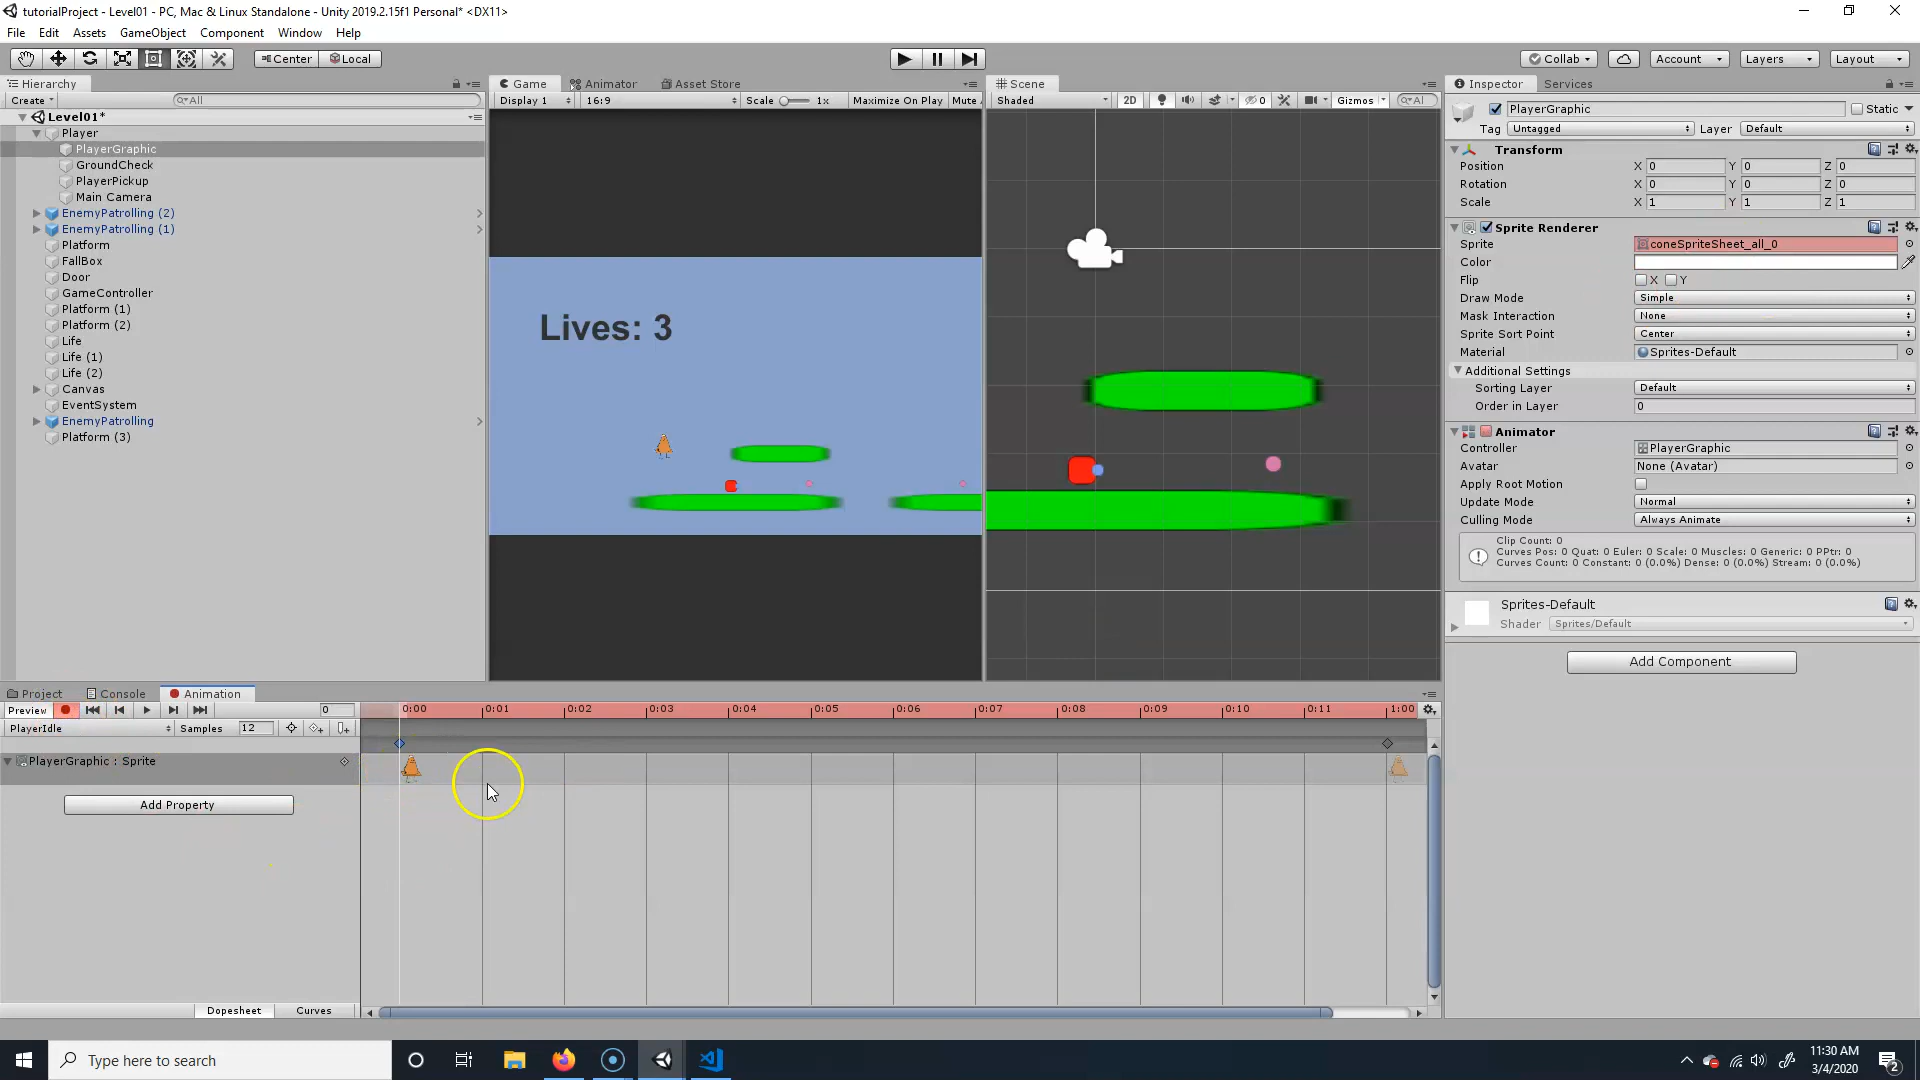 tutorialProject - Level01 - PC, Mac & Linux Standalone - Unity 2019.2.15f1 Personal* <DX11>
File Edit Assets GameObject Component Window Help
Center Local Collab Account Layers Layout
Hierarchy Game Animator Asset Store Scene Inspector Services
Create All Display 1 16:9 Scale 1x Maximize On Play Mute Shaded 2D 0 Gizmos Al PlayerGraphic Static
Level01*
Tag Untagged Layer Default
Player
PlayerGraphic
Transform
GroundCheck
Position X 0 Y 0 Z 0
PlayerPickup
Rotation X 0 Y 0 Z 0
Main Camera
Scale X 1 Y 1 Z 1
EnemyPatrolling (2)
EnemyPatrolling (1)
Sprite Renderer
Platform
Sprite coneSpriteSheet_all_0
FallBox
Color
Door
Flip X Y
GameController
Draw Mode Simple
Platform (1)
Mask Interaction None
Platform (2)
Lives: 3
Sprite Sort Point Center
Life
Material Sprites-Default
Life (1)
Additional Settings
Life (2)
Sorting Layer Default
Canvas
Order in Layer 0
EventSystem
EnemyPatrolling
Animator
Platform (3)
Controller PlayerGraphic
Avatar None (Avatar)
Apply Root Motion
Update Mode Normal
Culling Mode Always Animate
Clip Count: 0
Curves Pos: 0 Quat: 0 Euler: 0 Scale: 0 Muscles: 0 Generic: 0 PPtr: 0
Curves Count: 0 Constant: 0 (0.0%) Dense: 0 (0.0%) Stream: 0 (0.0%)
Sprites-Default
Shader Sprites/Default
Add Component
Project Console Animation
Preview 0 0:00 0:01 0:02 0:03 0:04 0:05 0:06 0:07 0:08 0:09 0:10 0:11 1:00
PlayerIdle Samples 12
PlayerGraphic : Sprite
Add Property
Dopesheet Curves
Type here to search
11:30 AM
3/4/2020
2